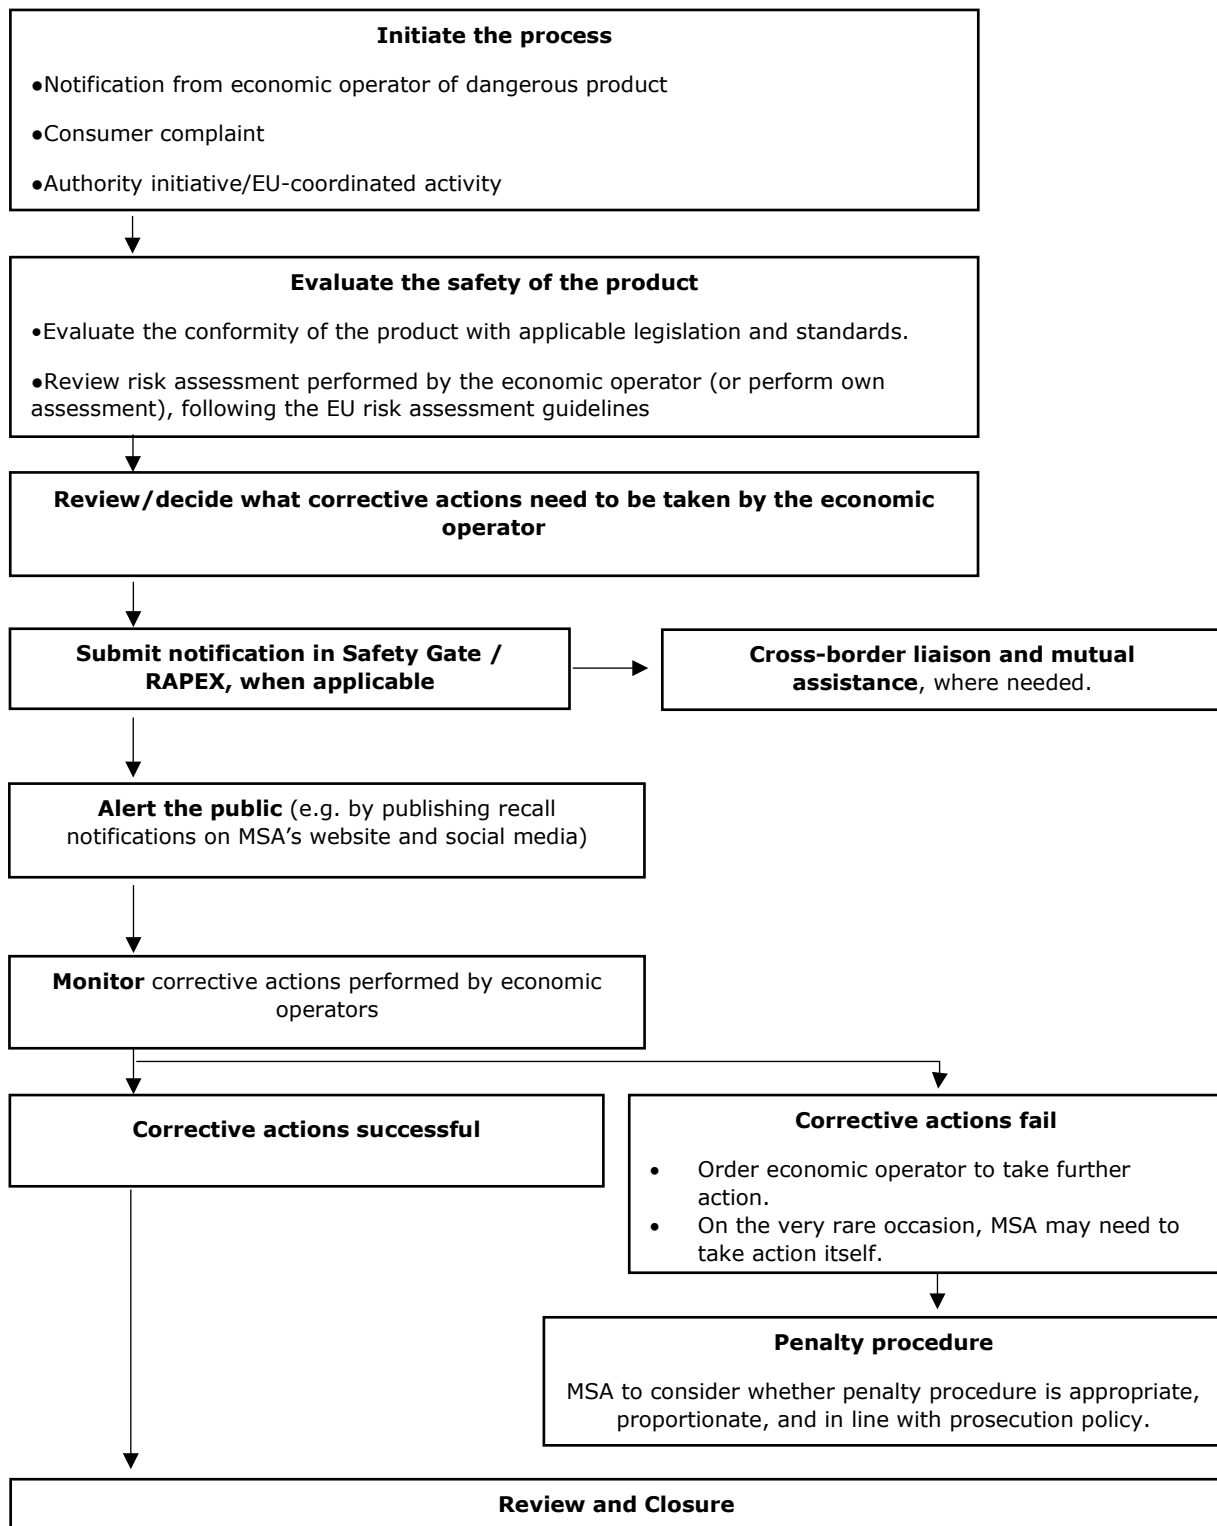 Initiate the process
●Notification from economic operator of dangerous product
●Consumer complaint
●Authority initiative/EU-coordinated activity
Evaluate the safety of the product
•Evaluate the conformity of the product with applicable legislation and standards.
●Review risk assessment performed by the economic operator (or perform own
assessment), following the EU risk assessment guidelines
Review/decide what corrective actions need to be taken by the economic
operator
Submit notification in Safety Gate /
RAPEX, when applicable
Cross-border liaison and mutual
assistance, where needed.
Alert the public (e.g. by publishing recall
notifications on MSA’s website and social media)
Monitor corrective actions performed by economic
operators
Corrective actions successful
Corrective actions fail
• Order economic operator to take further
action.
• On the very rare occasion, MSA may need to
take action itself.
Penalty procedure
MSA to consider whether penalty procedure is appropriate,
proportionate, and in line with prosecution policy.
Review and Closure